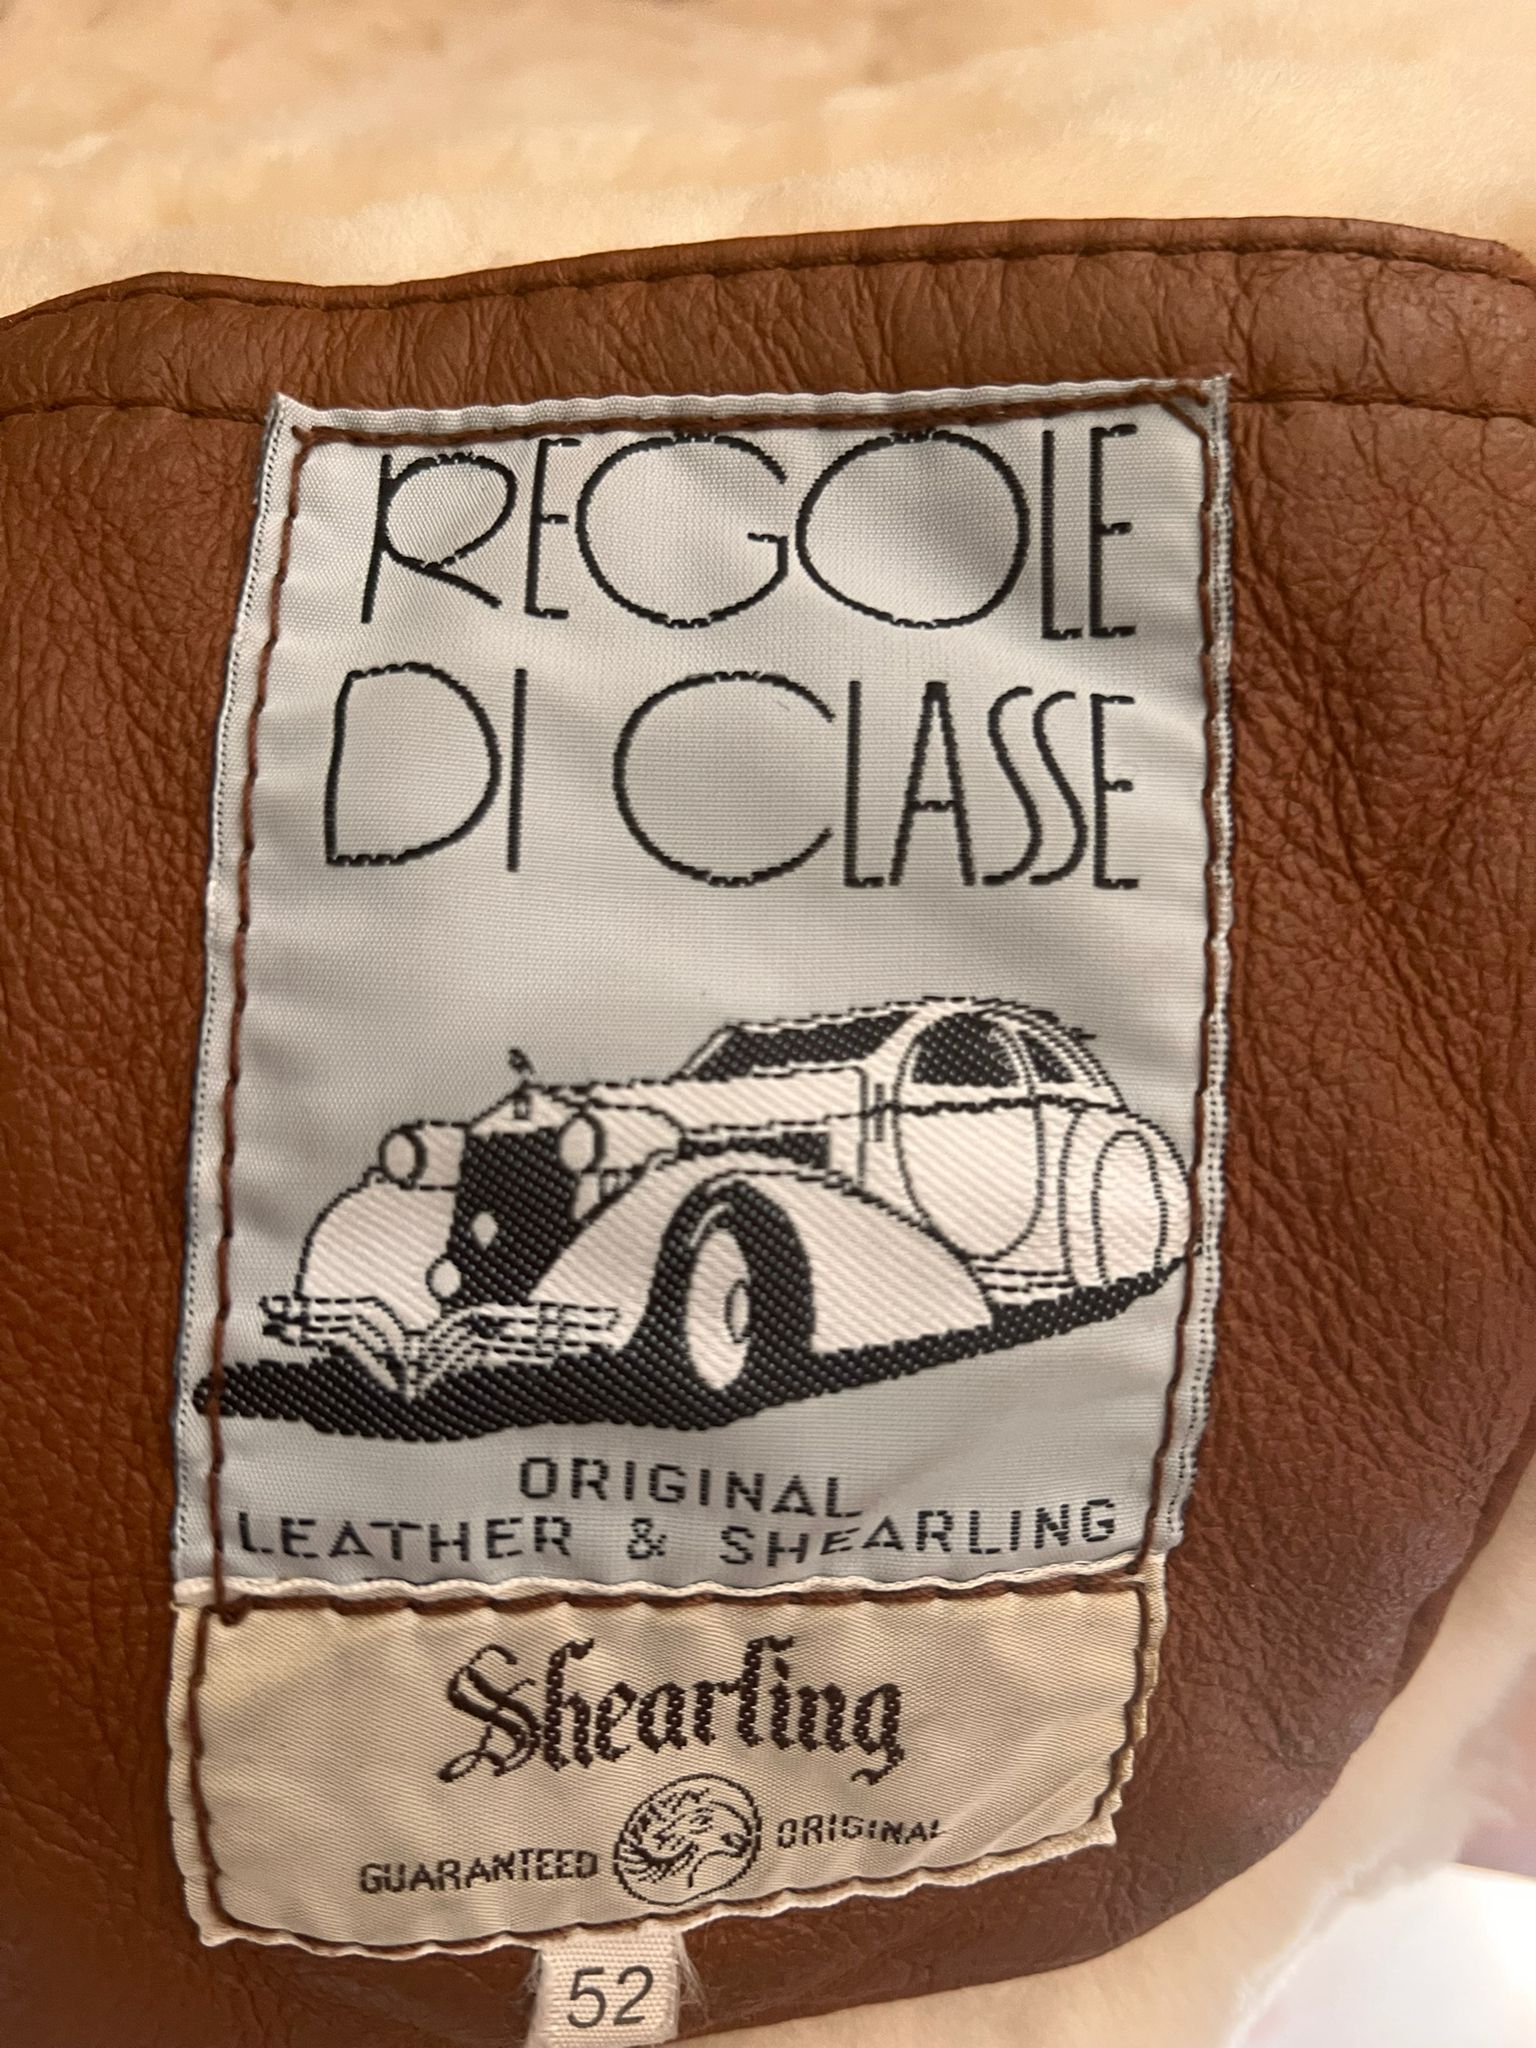 REGOLE
DI CLASSE
ORIGINAL
LEATHER & SHEARLING
Shearling
GUARANTEED ORIGINAL
52